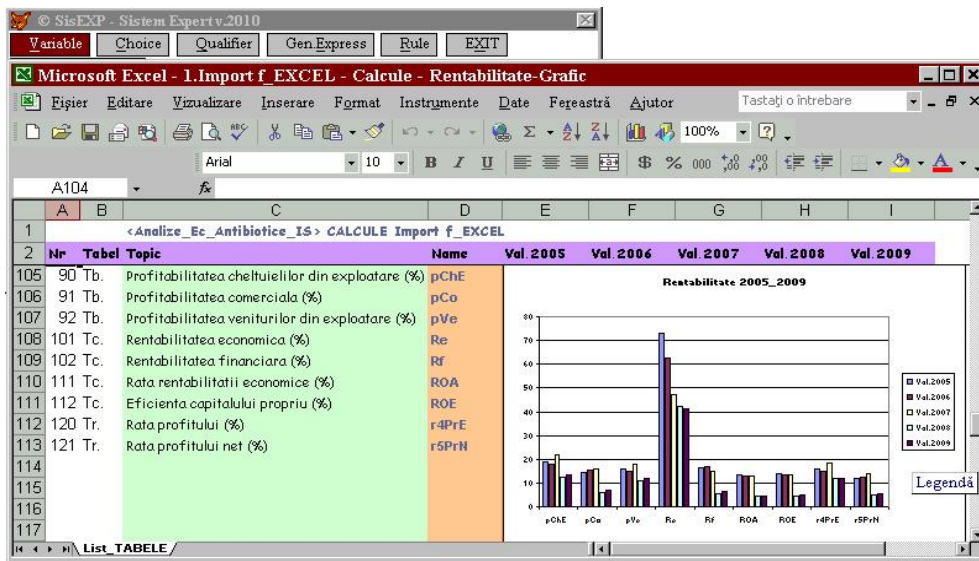 © SisEXP - Sistem Expert v.2010
Variable Choice Qualifier Gen.Express Rule EXIT
Microsoft Excel - 1.Import f_EXCEL - Calcule - Rentabilitate-Grafic
Fişier Editare Vizualizare Inserare Format Instrumente Date Fereastră Ajutor Tastaţi o întrebare
100%
Arial 10 B I U $ % 000
A104 fx
A B C D E F G H I
1 <Analize_Ec_Antibiotice_IS> CALCULE Import f_EXCEL
2 Nr Tabel Topic Name Val.2005 Val.2006 Val.2007 Val.2008 Val.2009
105 90 Tb. Profitabilitatea cheltuielilor din exploatare (%) pChE
106 91 Tb. Profitabilitatea comerciala (%) pCo
107 92 Tb. Profitabilitatea veniturilor din exploatare (%) pVe
108 101 Tc. Rentabilitatea economica (%) Re
109 102 Tc. Rentabilitatea financiara (%) Rf
110 111 Tc. Rata rentabilitatii economice (%) ROA
111 112 Tc. Eficienta capitalului propriu (%) ROE
112 120 Tr. Rata profitului (%) r4PrE
113 121 Tr. Rata profitului net (%) r5PrN
114
115
116
117
Rentabilitate 2005_2009
80
70
60
50
40
30
20
10
0
pChE pCo pVe Re Rf ROA ROE r4PrE r5PrN
Val.2005
Val.2006
Val.2007
Val.2008
Val.2009
Legendă
List_TABELE